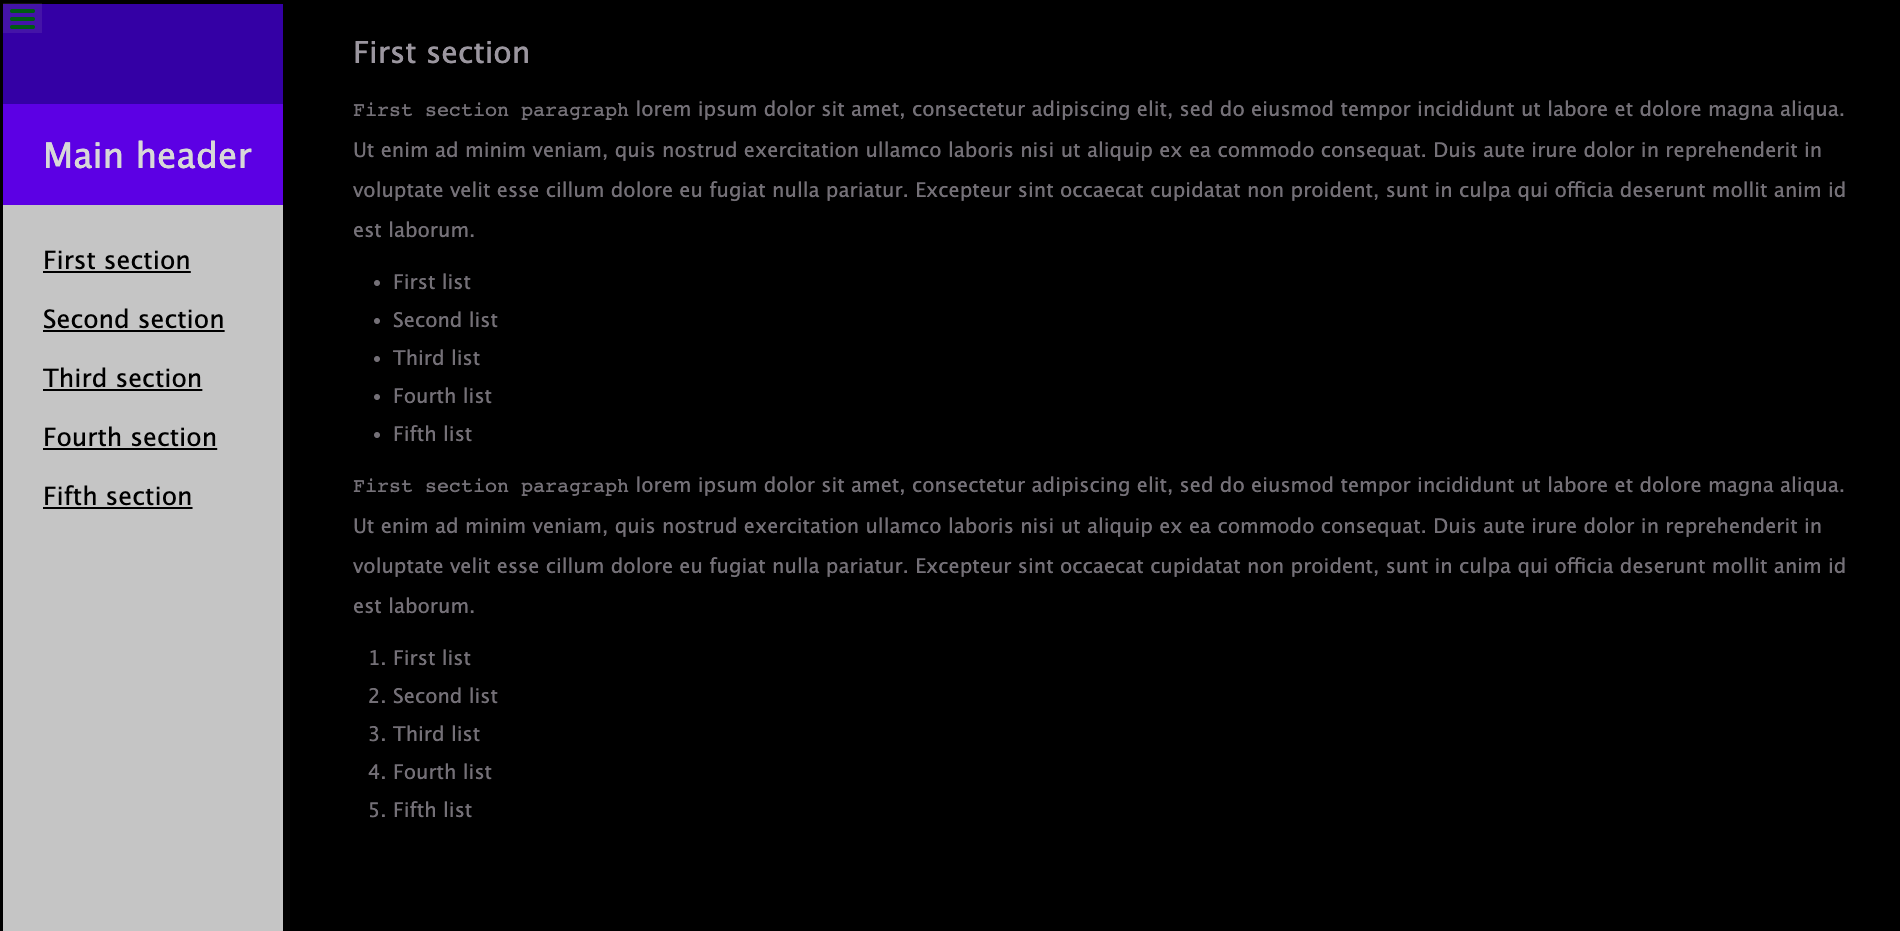 Main header
First section
Second section
Third section
Fourth section
Fifth section
First section
First section paragraph lorem ipsum dolor sit amet, consectetur adipiscing elit, sed do eiusmod tempor incididunt ut labore et dolore magna aliqua.
Ut enim ad minim veniam, quis nostrud exercitation ullamco laboris nisi ut aliquip ex ea commodo consequat. Duis aute irure dolor in reprehenderit in
voluptate velit esse cillum dolore eu fugiat nulla pariatur. Excepteur sint occaecat cupidatat non proident, sunt in culpa qui officia deserunt mollit anim id
est laborum.
• First list
• Second list
• Third list
• Fourth list
• Fifth list
First section paragraph lorem ipsum dolor sit amet, consectetur adipiscing elit, sed do eiusmod tempor incididunt ut labore et dolore magna aliqua.
Ut enim ad minim veniam, quis nostrud exercitation ullamco laboris nisi ut aliquip ex ea commodo consequat. Duis aute irure dolor in reprehenderit in
voluptate velit esse cillum dolore eu fugiat nulla pariatur. Excepteur sint occaecat cupidatat non proident, sunt in culpa qui officia deserunt mollit anim id
est laborum.
1. First list
2. Second list
3. Third list
4. Fourth list
5. Fifth list